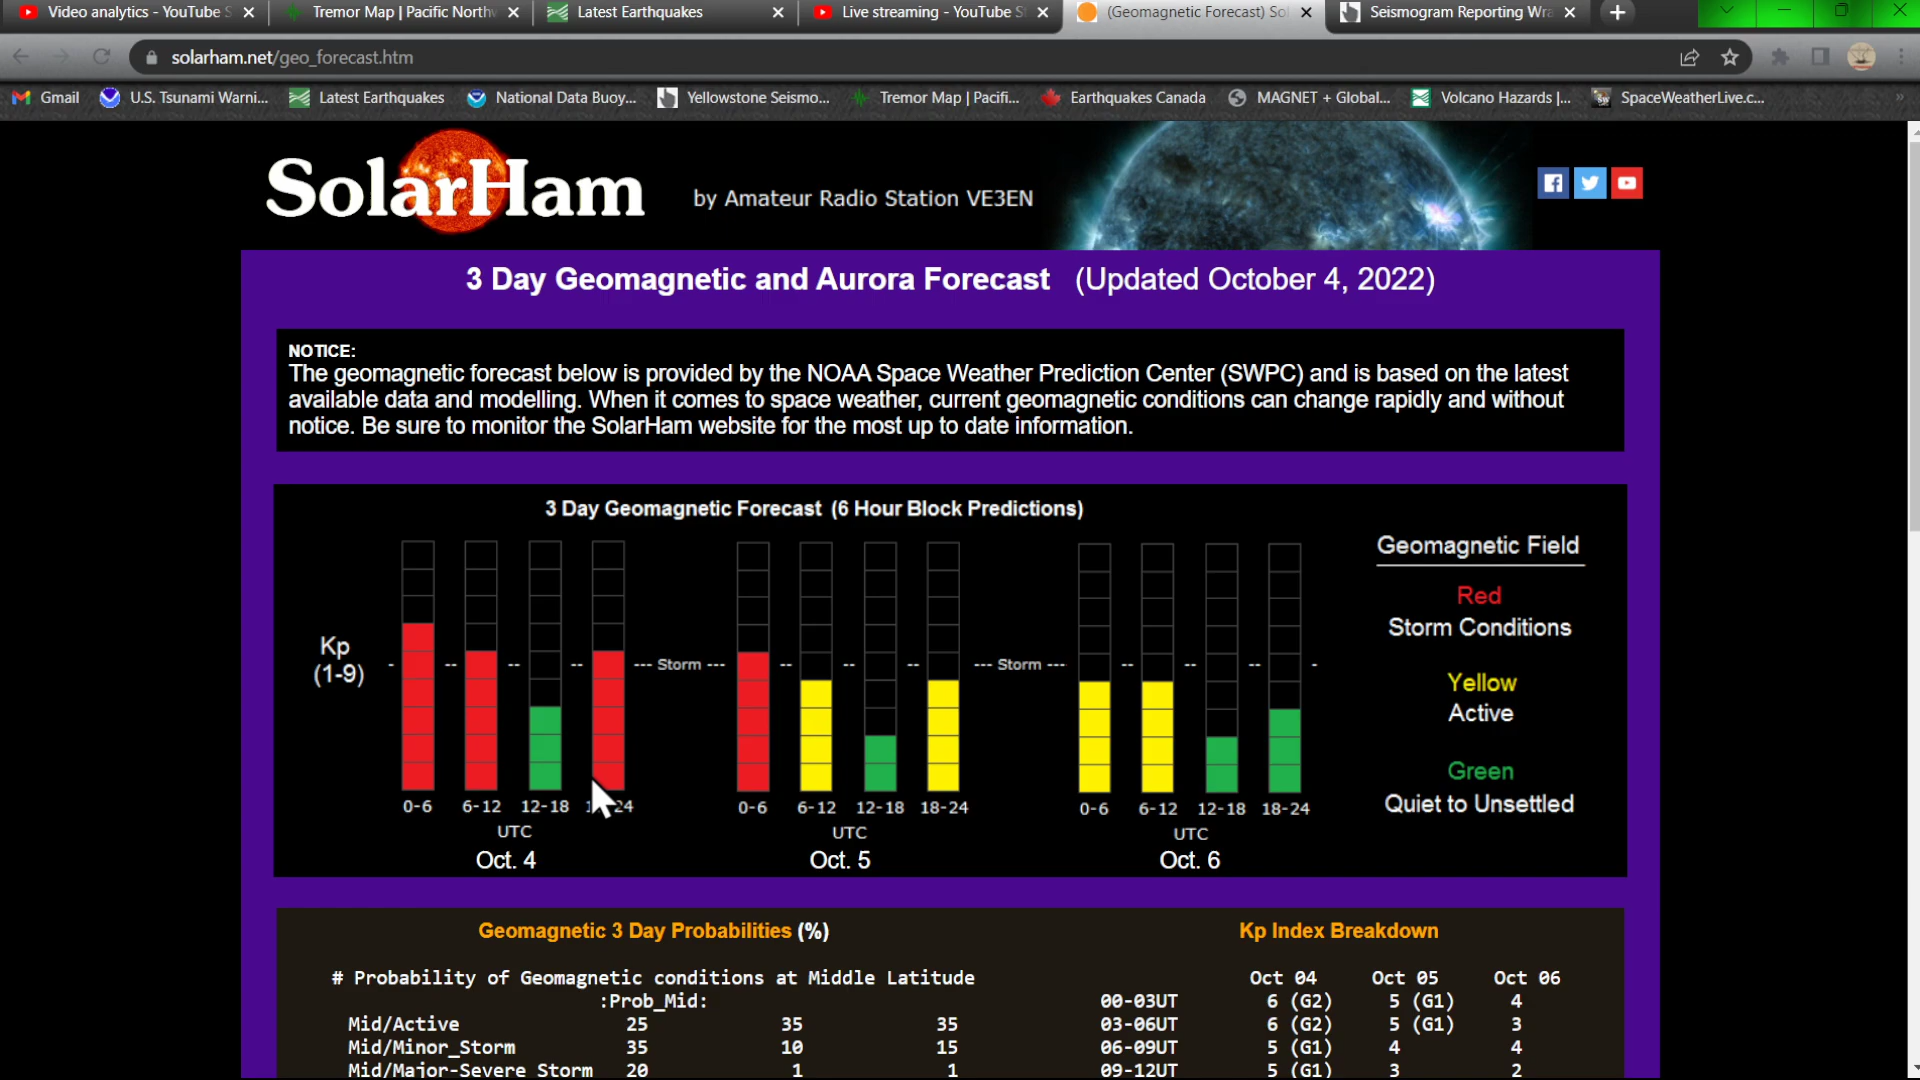 Video analytics - YouTube S
Tremor Map | Pacific Northw
Latest Earthquakes
Live streaming - YouTube S
(Geomagnetic Forecast) Sol
Seismogram Reporting Wra
solarham.net/geo_forecast.htm
Gmail
U.S. Tsunami Warni...
Latest Earthquakes
National Data Buoy...
Yellowstone Seismo...
Tremor Map | Pacifi...
Earthquakes Canada
MAGNET + Global...
Volcano Hazards |...
SpaceWeatherLive.c...
SolarHam
by Amateur Radio Station VE3EN
3 Day Geomagnetic and Aurora Forecast (Updated October 4, 2022)
NOTICE:
The geomagnetic forecast below is provided by the NOAA Space Weather Prediction Center (SWPC) and is based on the latest
available data and modelling. When it comes to space weather, current geomagnetic conditions can change rapidly and without
notice. Be sure to monitor the SolarHam website for the most up to date information.
3 Day Geomagnetic Forecast (6 Hour Block Predictions)
Kp
(1-9)
- -- -- -- --- Storm --- -- -- -- --- Storm --- -- -- -- -
0-6 6-12 12-18 24
UTC
Oct. 4
0-6 6-12 12-18 18-24
UTC
Oct. 5
0-6 6-12 12-18 18-24
UTC
Oct. 6
Geomagnetic Field
Red
Storm Conditions
Yellow
Active
Green
Quiet to Unsettled
Geomagnetic 3 Day Probabilities (%)
# Probability of Geomagnetic conditions at Middle Latitude
:Prob_Mid:
Mid/Active 25 35 35
Mid/Minor_Storm 35 10 15
Mid/Major-Severe Storm 20 1 1
Kp Index Breakdown
Oct 04 Oct 05 Oct 06
00-03UT 6 (G2) 5 (G1) 4
03-06UT 6 (G2) 5 (G1) 3
06-09UT 5 (G1) 4 4
09-12UT 5 (G1) 3 2